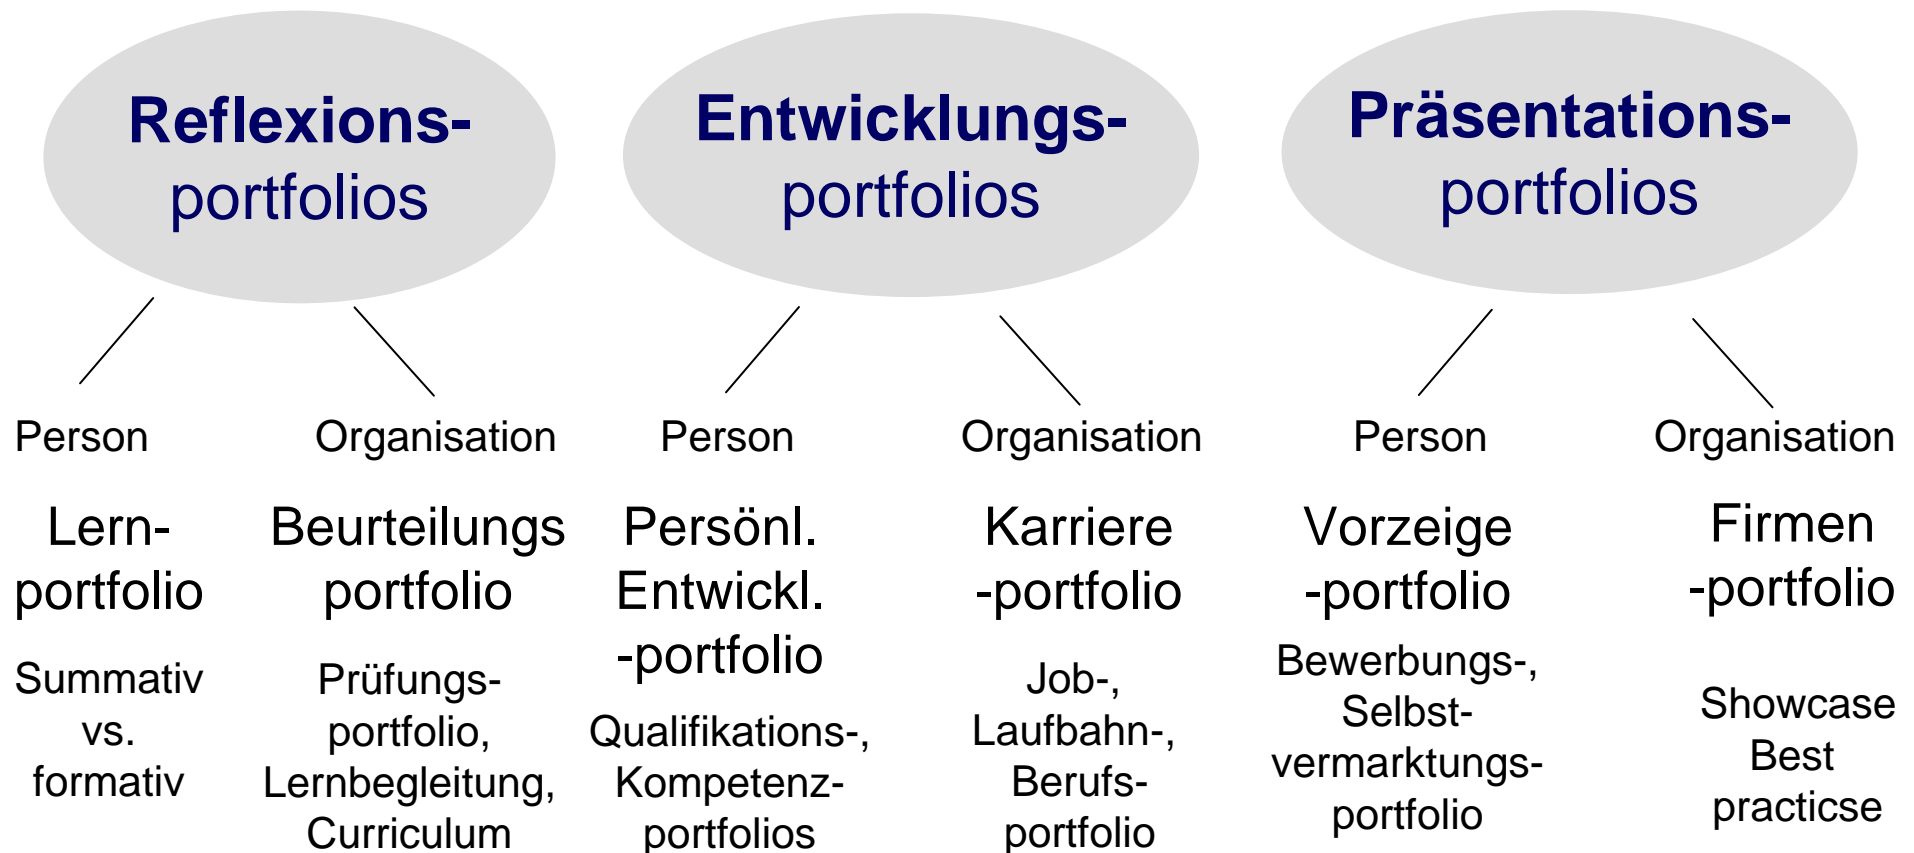 Reflexions-
portfolios
Entwicklungs-
portfolios
Präsentations-
portfolios
Person
Organisation
Person
Organisation
Person
Organisation
Lern-
portfolio
Summativ
vs.
formativ
Beurteilungs
portfolio
Prüfungs-
portfolio,
Lernbegleitung,
Curriculum
Persönl.
Entwickl.
-portfolio
Qualifikations-,
Kompetenz-
portfolios
Karriere
-portfolio
Job-,
Laufbahn-,
Berufs-
portfolio
Vorzeige
-portfolio
Bewerbungs-,
Selbst-
vermarktungs-
portfolio
Firmen
-portfolio
Showcase
Best
practicse